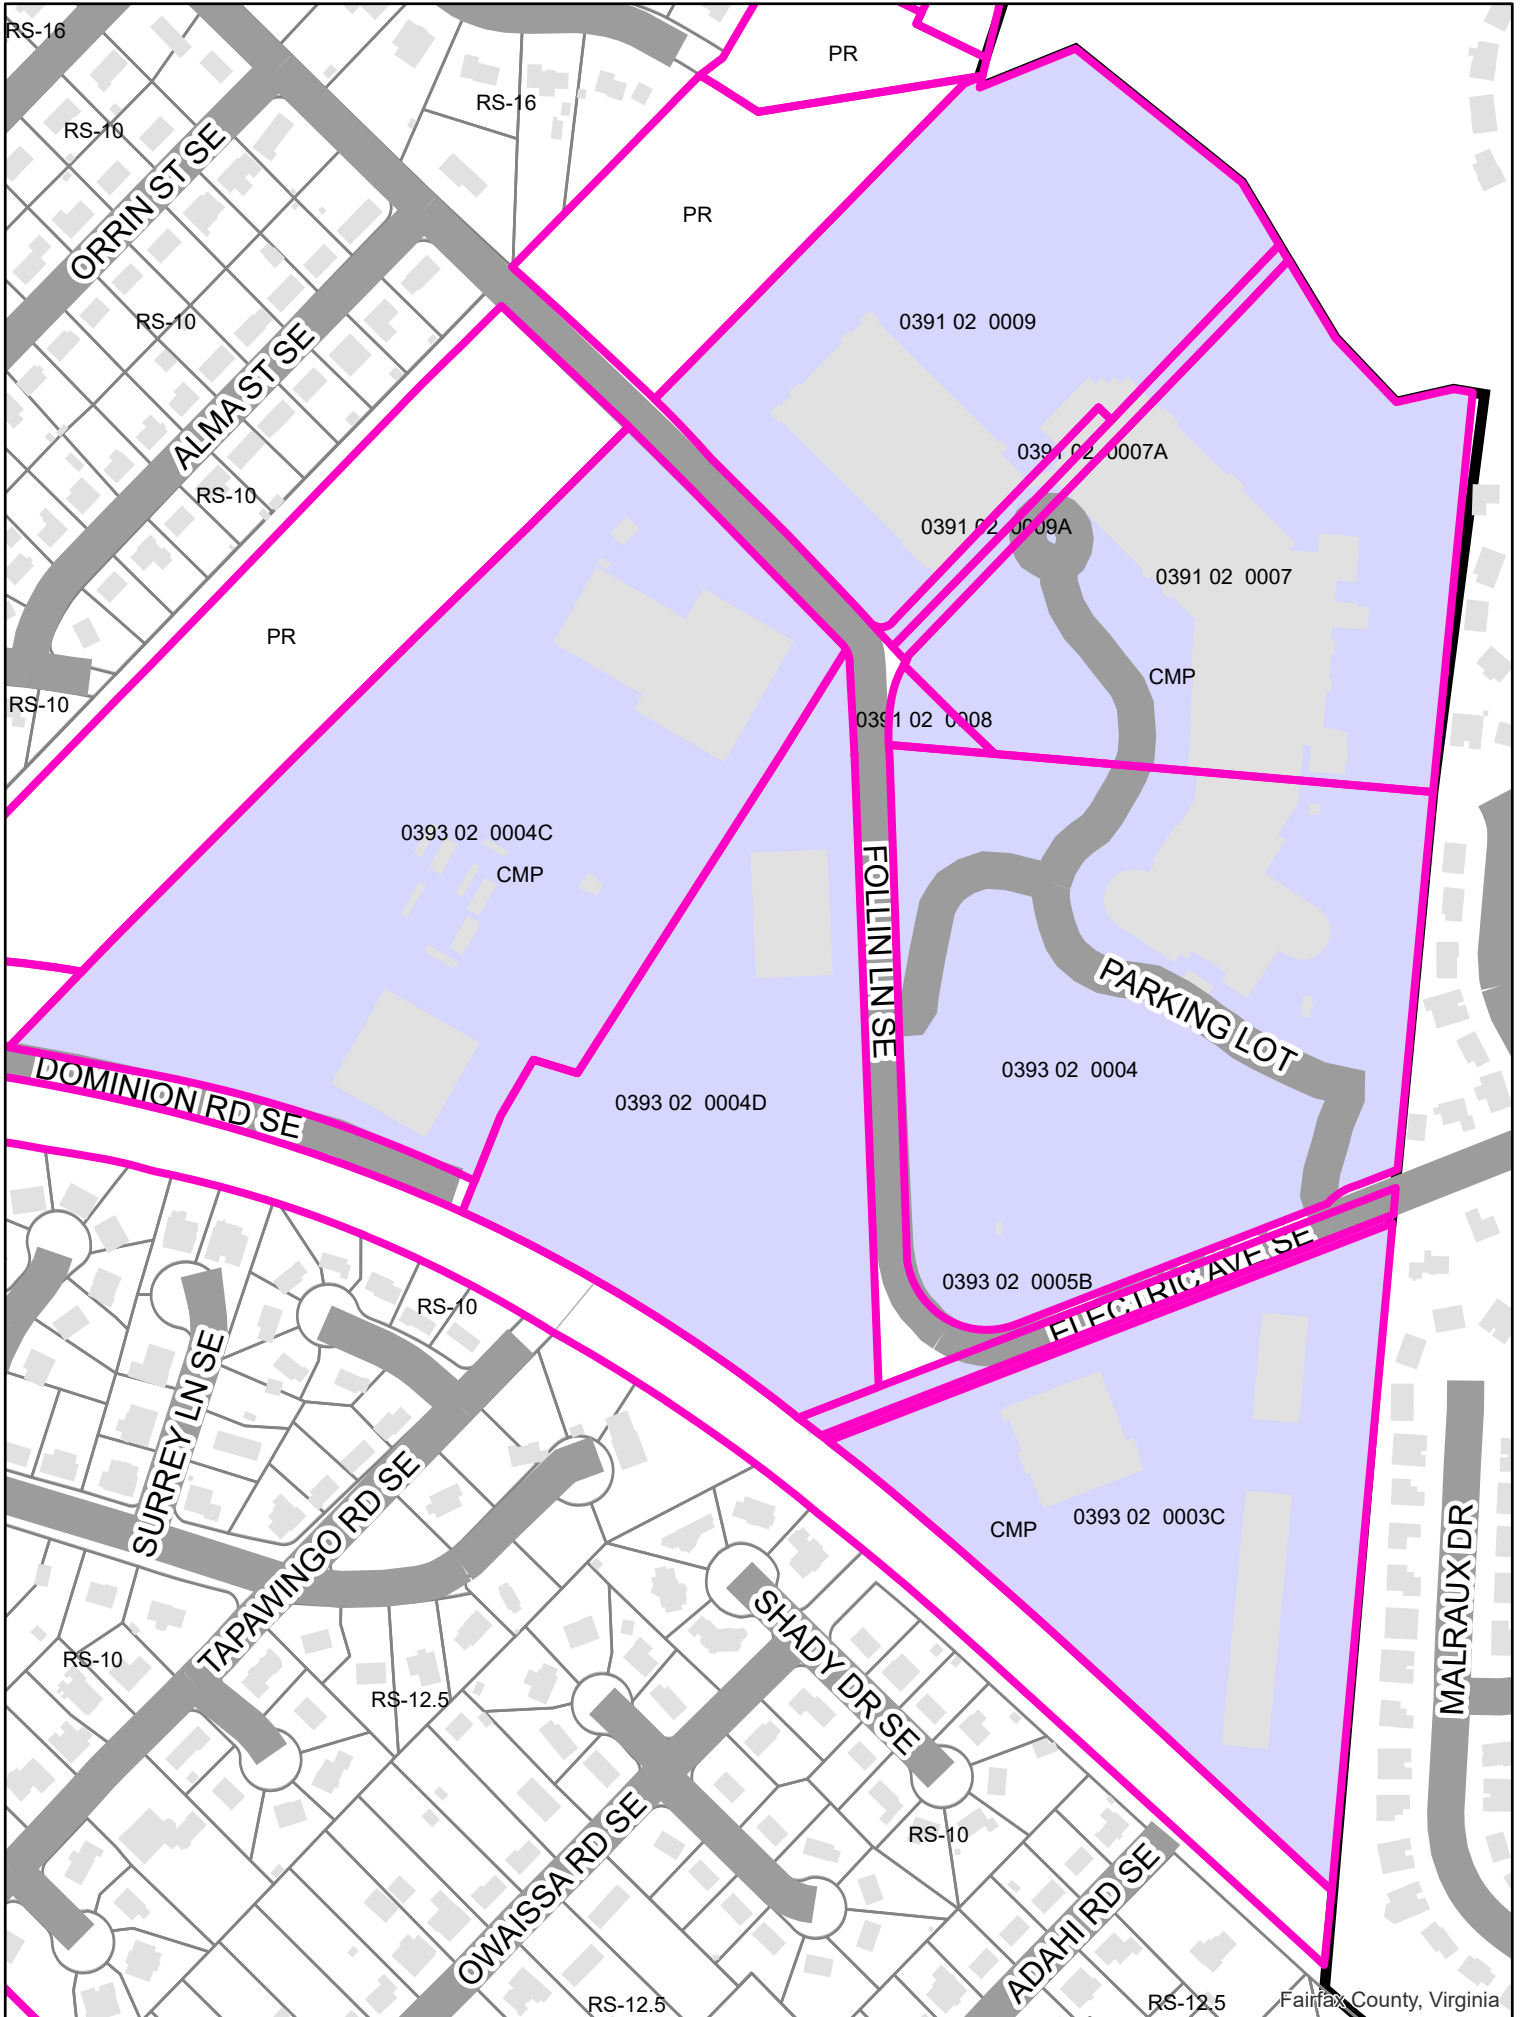 RS-16
PR
RS-16
RS-10
ORRIN ST SE
PR
RS-10
0391 02 0009
ALMA ST SE
0391 02 0007A
RS-10
0391 02 0009A
0391 02 0007
PR
CMP
RS-10
0391 02 0008
0393 02 0004C
CMP
FOLLIN LN SE
PARKING LOT
DOMINION RD SE
0393 02 0004
0393 02 0004D
ELECTRIC AVE SE
0393 02 0005B
RS-10
SURREY LN SE
TAPAWINGO RD SE
CMP
0393 02 0003C
MALRAUX DR
SHADY DR SE
RS-10
RS-12.5
OWAISSA RD SE
RS-10
ADAHI RD SE
RS-12.5
RS-12.5
Fairfax County, Virginia